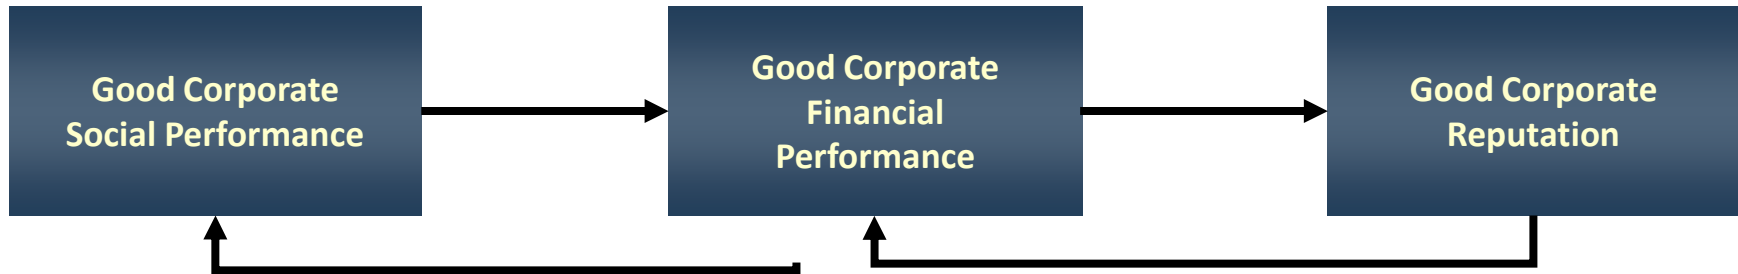 Good Corporate
Social Performance
Good Corporate
Financial
Performance
Good Corporate
Reputation